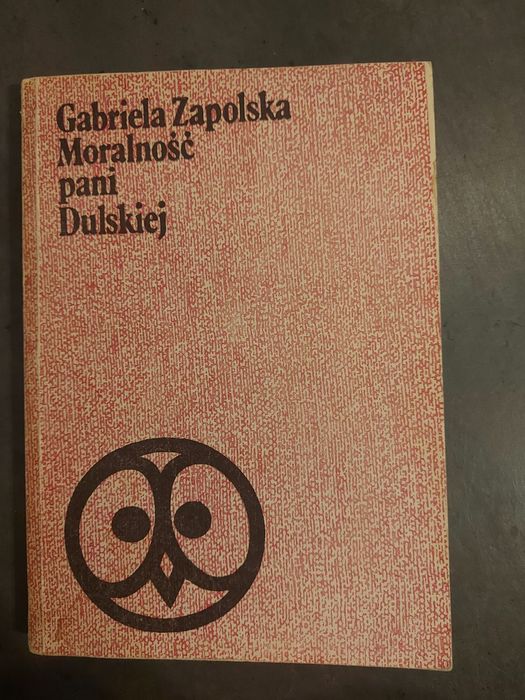 Gabriela Zapolska
Moralność
pani
Dulskiej